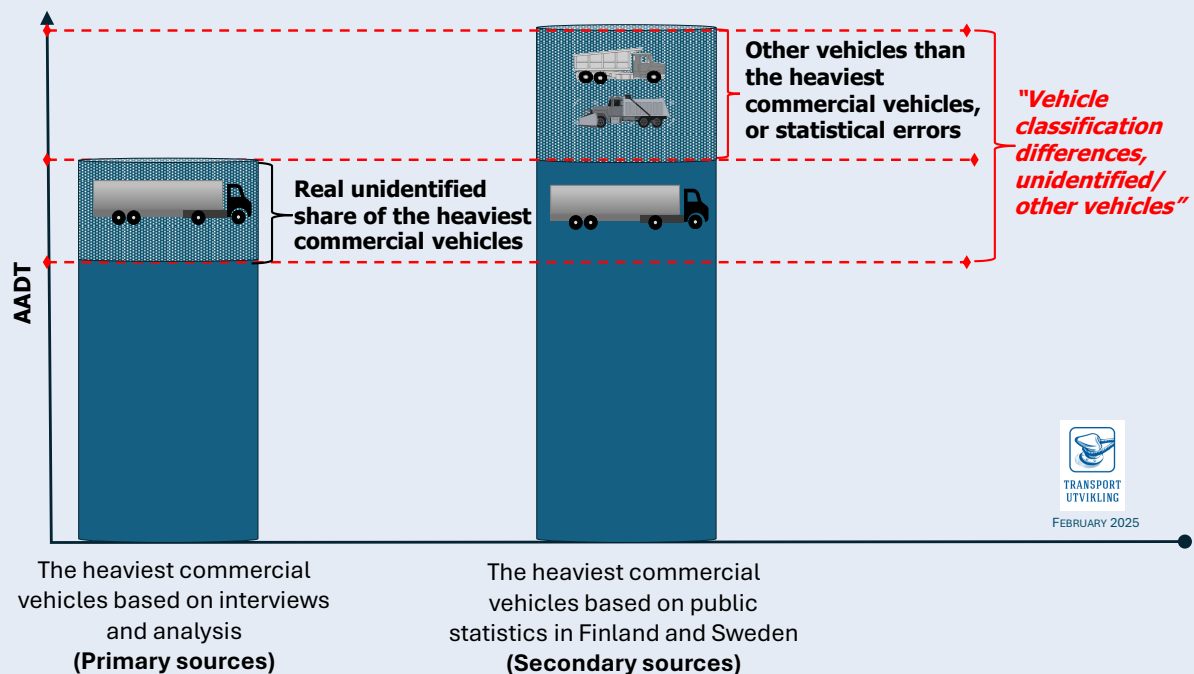 Other vehicles than
the heaviest
commercial vehicles,
or statistical errors
"Vehicle
classification
differences,
unidentified/
other vehicles"
Real unidentified
share of the heaviest
commercial vehicles
AADT
TRANSPORT
UTVIKLING
FEBRUARY 2025
The heaviest commercial
vehicles based on interviews
and analysis
(Primary sources)
The heaviest commercial
vehicles based on public
statistics in Finland and Sweden
(Secondary sources)